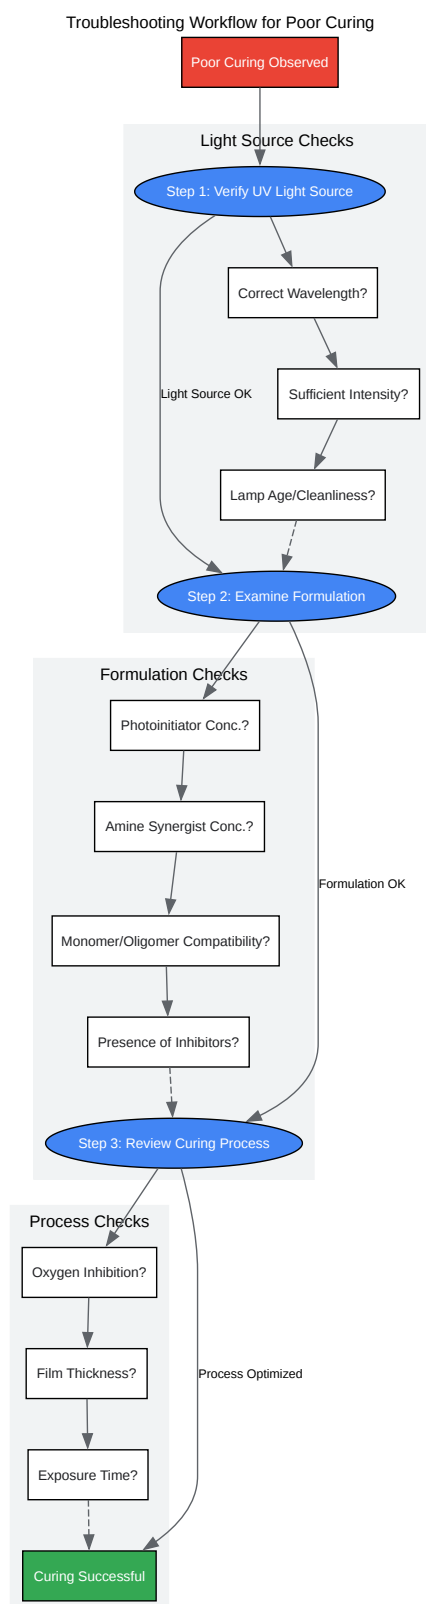 Troubleshooting Workflow for Poor Curing
Poor Curing Observed
Light Source Checks
Step 1: Verify UV Light Source
Correct Wavelength?
Sufficient Intensity?
Light Source OK
Lamp Age/Cleanliness?
Step 2: Examine Formulation
Formulation Checks
Photoinitiator Conc.?
Amine Synergist Conc.?
Formulation OK
Monomer/Oligomer Compatibility?
Presence of Inhibitors?
Step 3: Review Curing Process
Process Checks
Oxygen Inhibition?
Film Thickness?
Process Optimized
Exposure Time?
Curing Successful